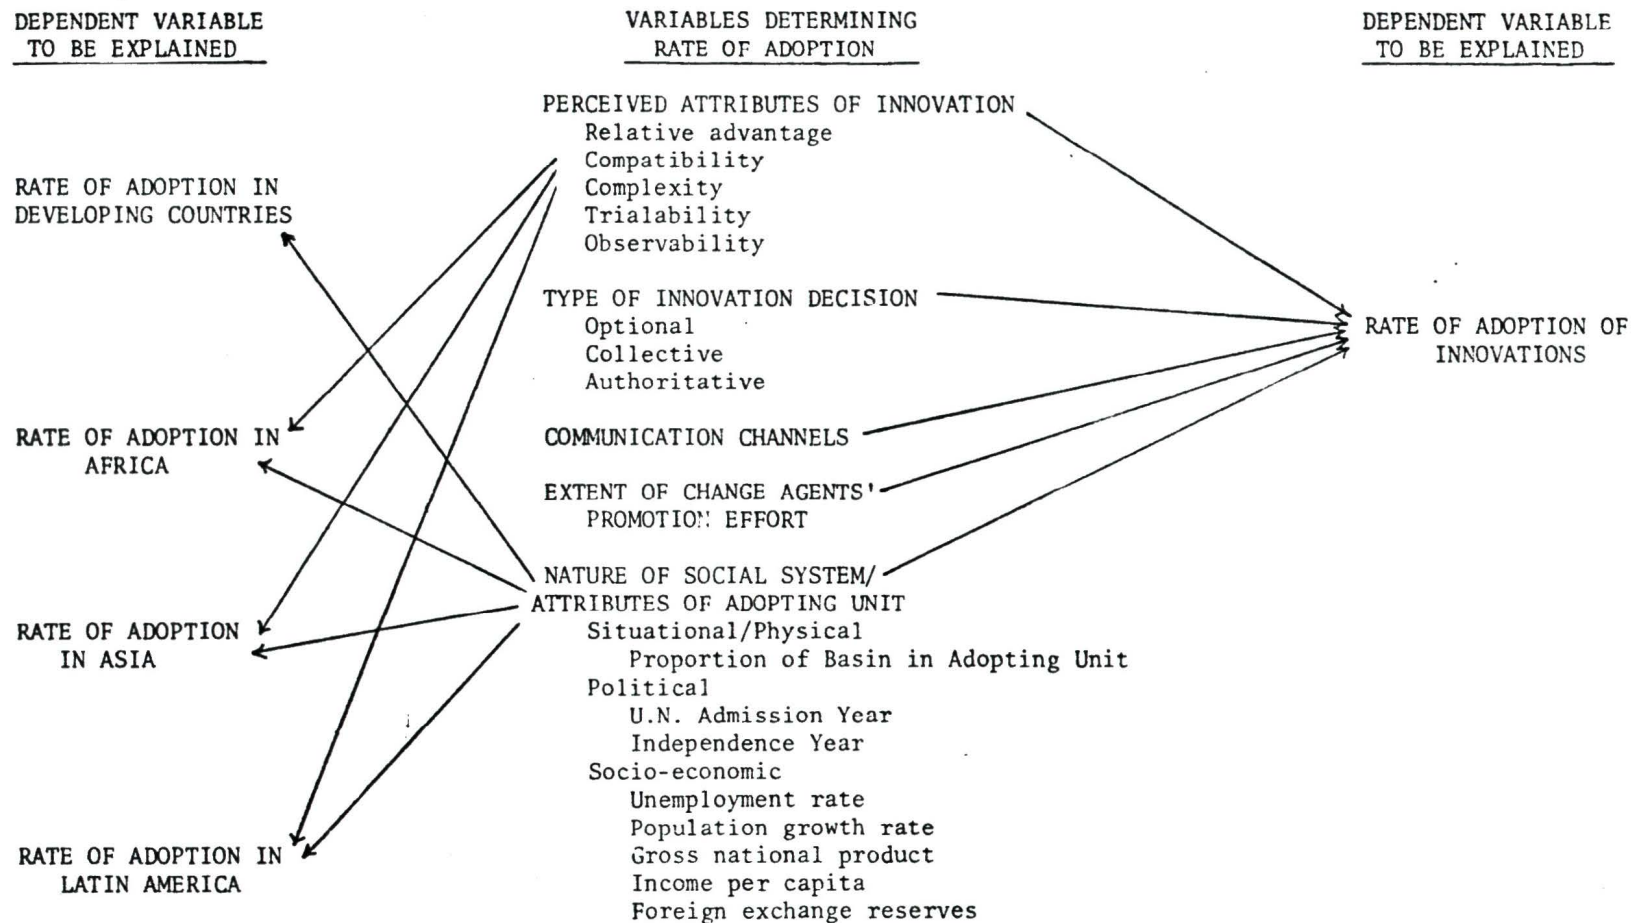 DEPENDENT VARIABLE
TO BE EXPLAINED
RATE OF ADOPTION IN
DEVELOPING COUNTRIES
RATE OF ADOPTION IN
AFRICA
RATE OF ADOPTION
IN ASIA
RATE OF ADOPTION IN
LATIN AMERICA
VARIABLES DETERMINING
RATE OF ADOPTION
PERCEIVED ATTRIBUTES OF INNOVATION
Relative advantage
Compatibility
Complexity
Trialability
Observability
TYPE OF INNOVATION DECISION
Optional
Collective
Authoritative
COMMUNICATION CHANNELS
EXTENT OF CHANGE AGENTS'
PROMOTION EFFORT
NATURE OF SOCIAL SYSTEM/
ATTRIBUTES OF ADOPTING UNIT
Situational/Physical
Proportion of Basin in Adopting Unit
Political
U.N. Admission Year
Independence Year
Socio-economic
Unemployment rate
Population growth rate
Gross national product
Income per capita
Foreign exchange reserves
DEPENDENT VARIABLE
TO BE EXPLAINED
RATE OF ADOPTION OF
INNOVATIONS